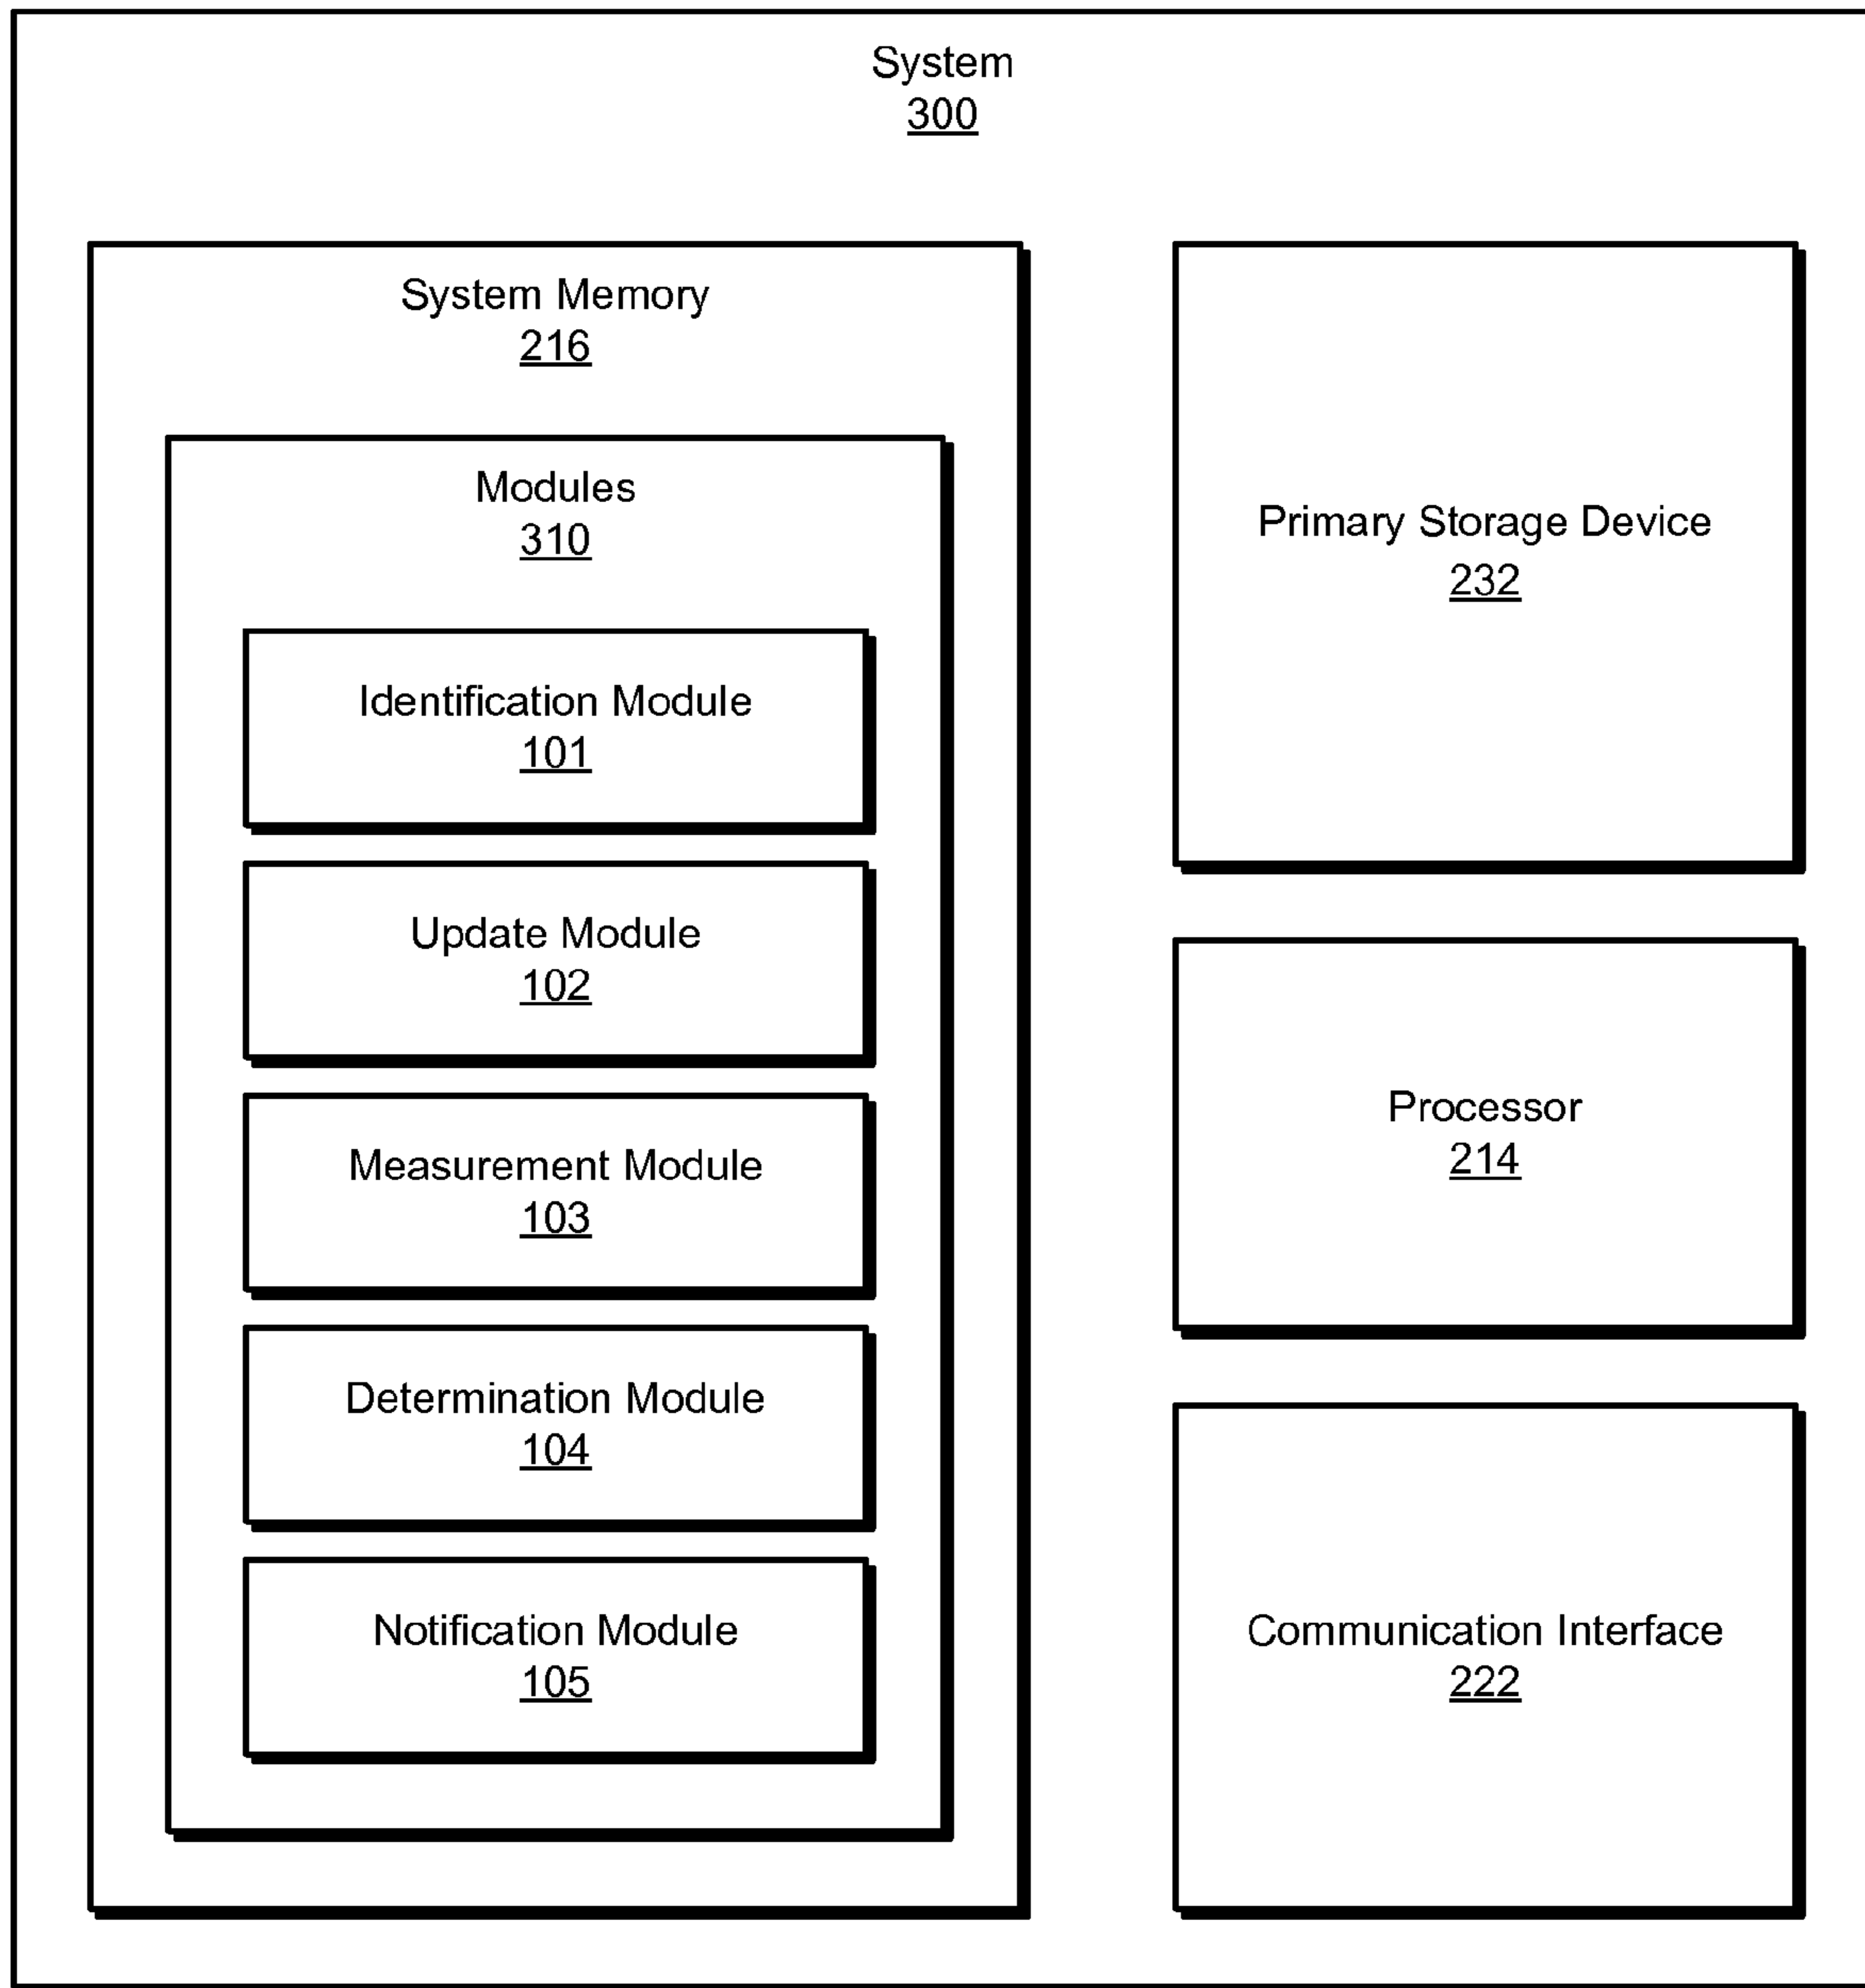 System
300
System Memory
216
Modules
310
Identification Module
101
Update Module
102
Measurement Module
103
Determination Module
104
Notification Module
105
Primary Storage Device
232
Processor
214
Communication Interface
222